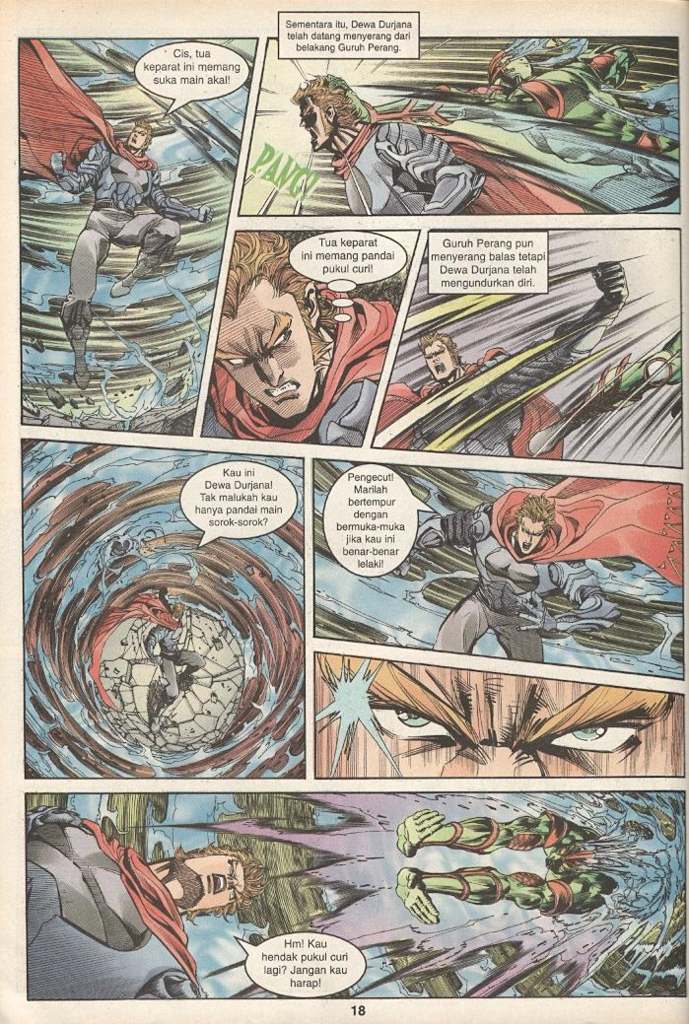 Cis, tua
keparat ini memang
suka main akal!
Sementara itu, Dewa Durjana
telah datang menyerang dari
belakang Guruh Perang.
Tua keparat
ini memang pandai
pukul curi!
Guruh Perang pun
menyerang balas tetapi
Dewa Durjana telah
mengundurkan diri.
Kau ini
Dewa Durjana!
Tak malukah kau
hanya pandai main
sorok-sorok?
Pengecut!
Marilah
bertempur
dengan
bermuka-muka
jika kau ini
benar-benar
lelaki!
Hm! Kau
hendak pukul curi
lagi? Jangan kau
harap!
18